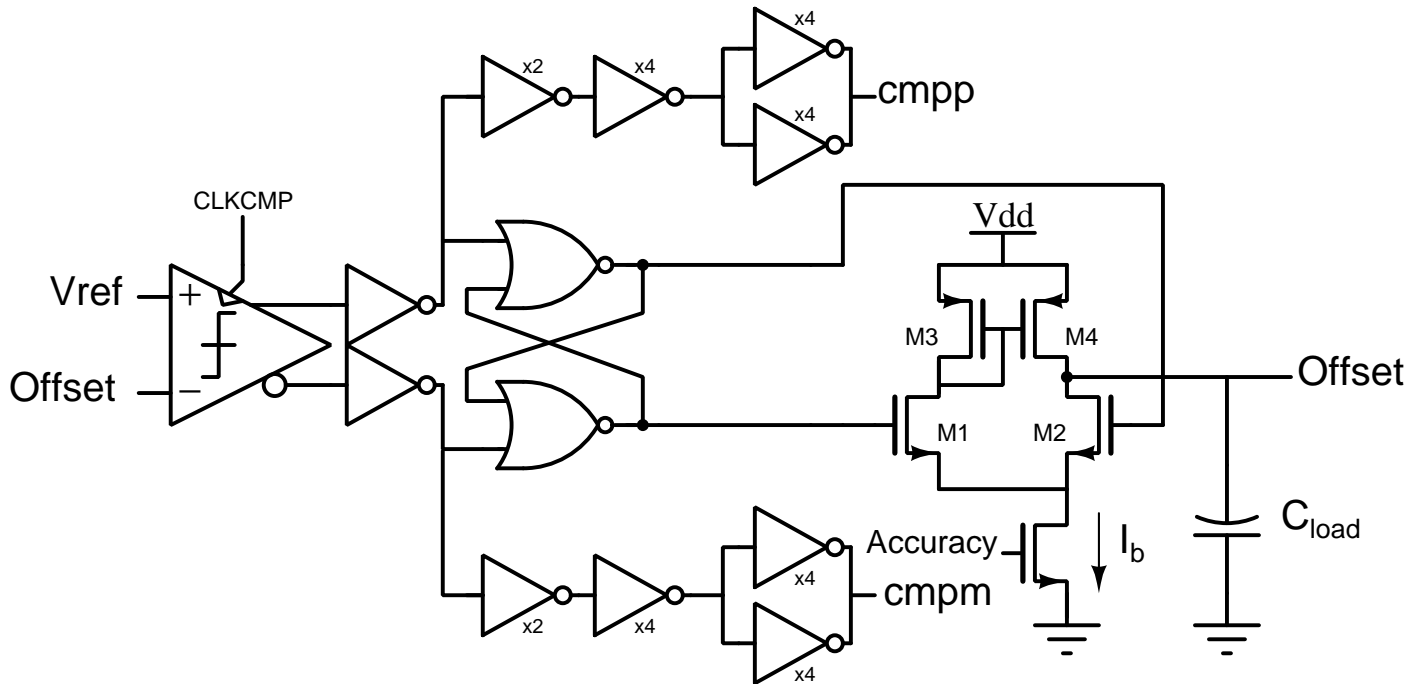 x4
x2
x4
x4
cmpp
CLKCMP
Vref
+
Offset
−
Vdd
M3
M4
Offset
M1
M2
Cload
Accuracy
Ib
cmpm
x4
x2
x4
x4